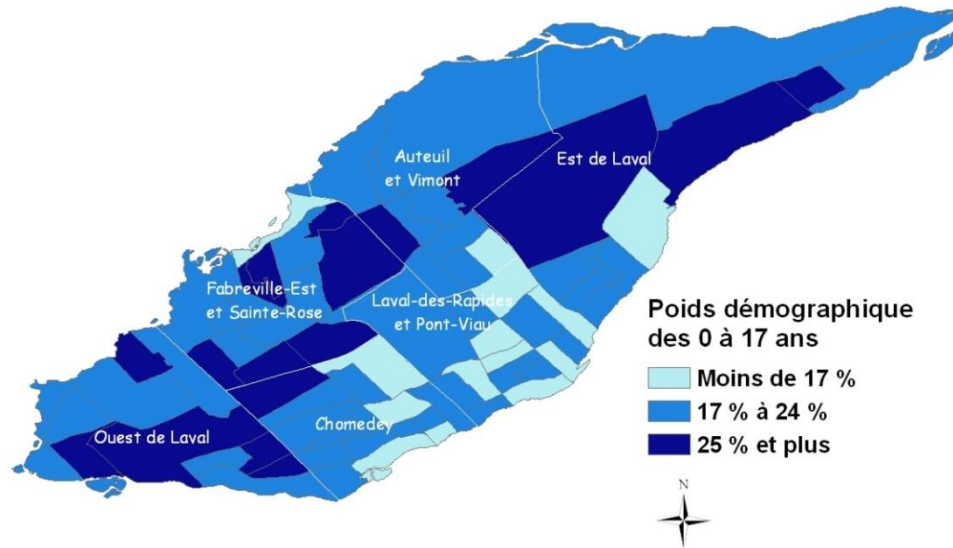 Auteuil
et Vimont
Est de Laval
Fabreville-Est
et Sainte-Rose
Laval-des-Rapides
et Pont-Viau
Ouest de Laval
Chomedey
Poids démographique
des 0 à 17 ans
Moins de 17 %
17 % à 24 %
25 % et plus
N